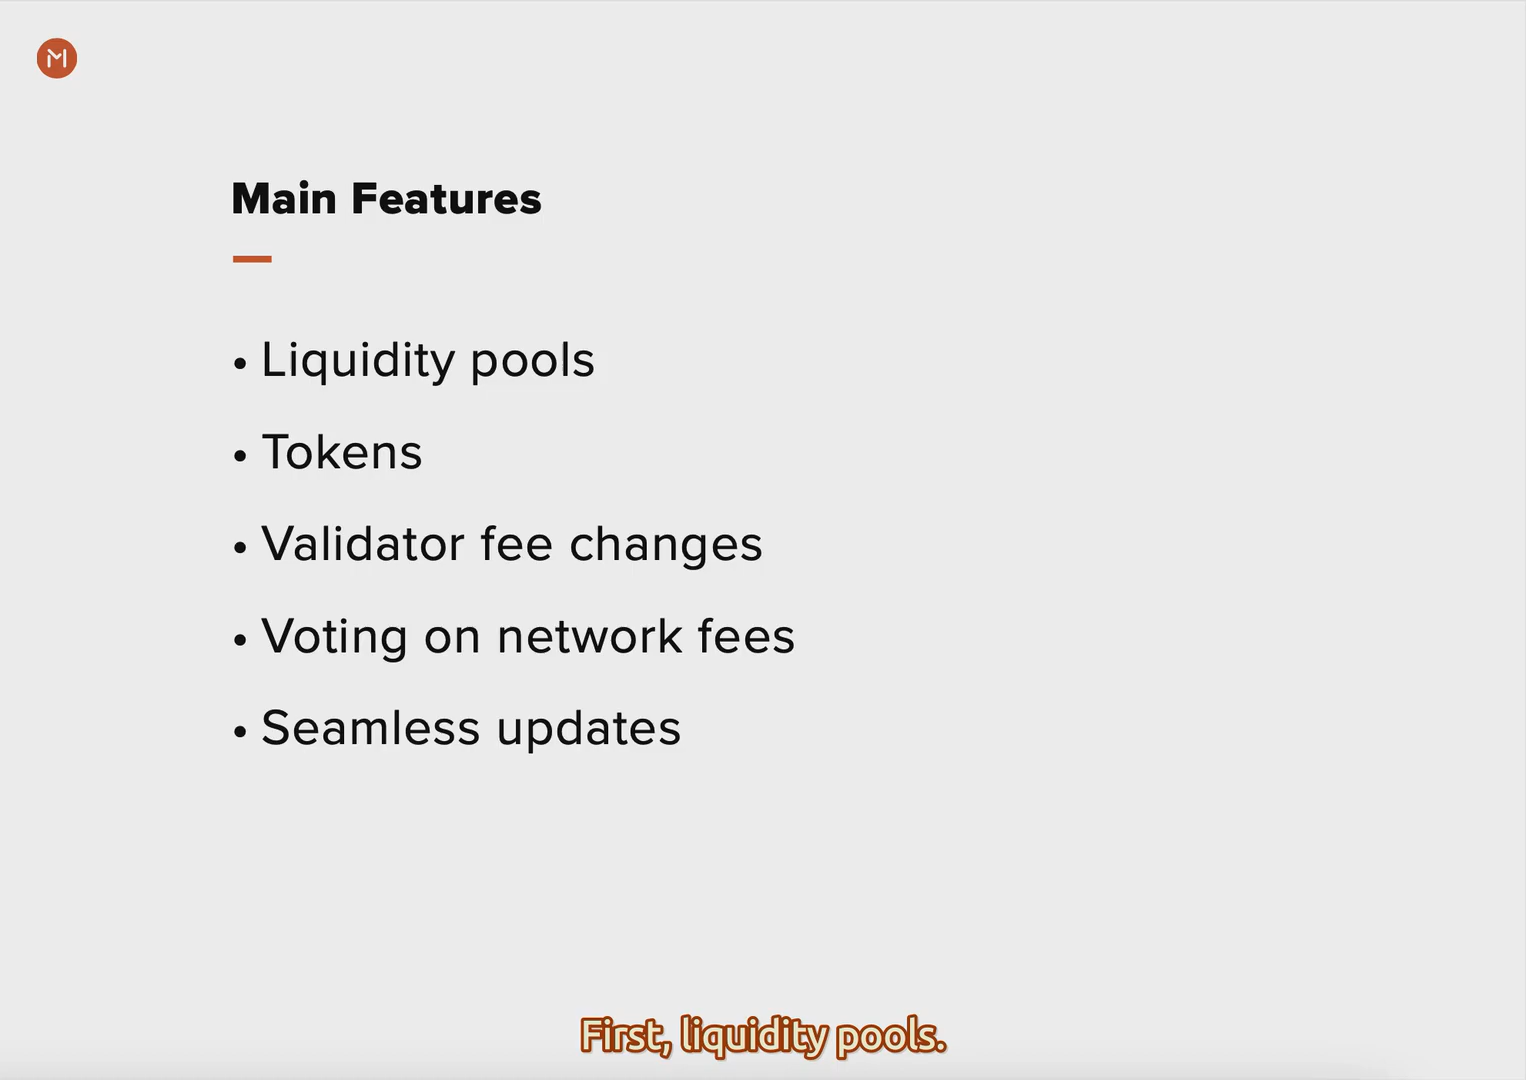 Main Features
• Liquidity pools
• Tokens
• Validator fee changes
• Voting on network fees
• Seamless updates
First, liquidity pools.